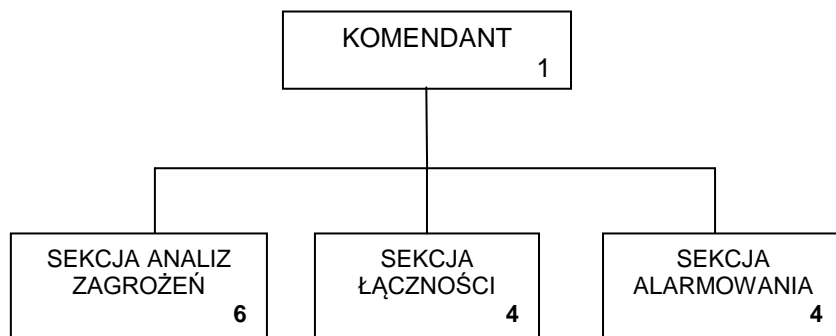 KOMENDANT
1
SEKCJA ANALIZ
ZAGROŻEŃ
6
SEKCJA
ŁĄCZNOŚCI
4
SEKCJA
ALARMOWANIA
4